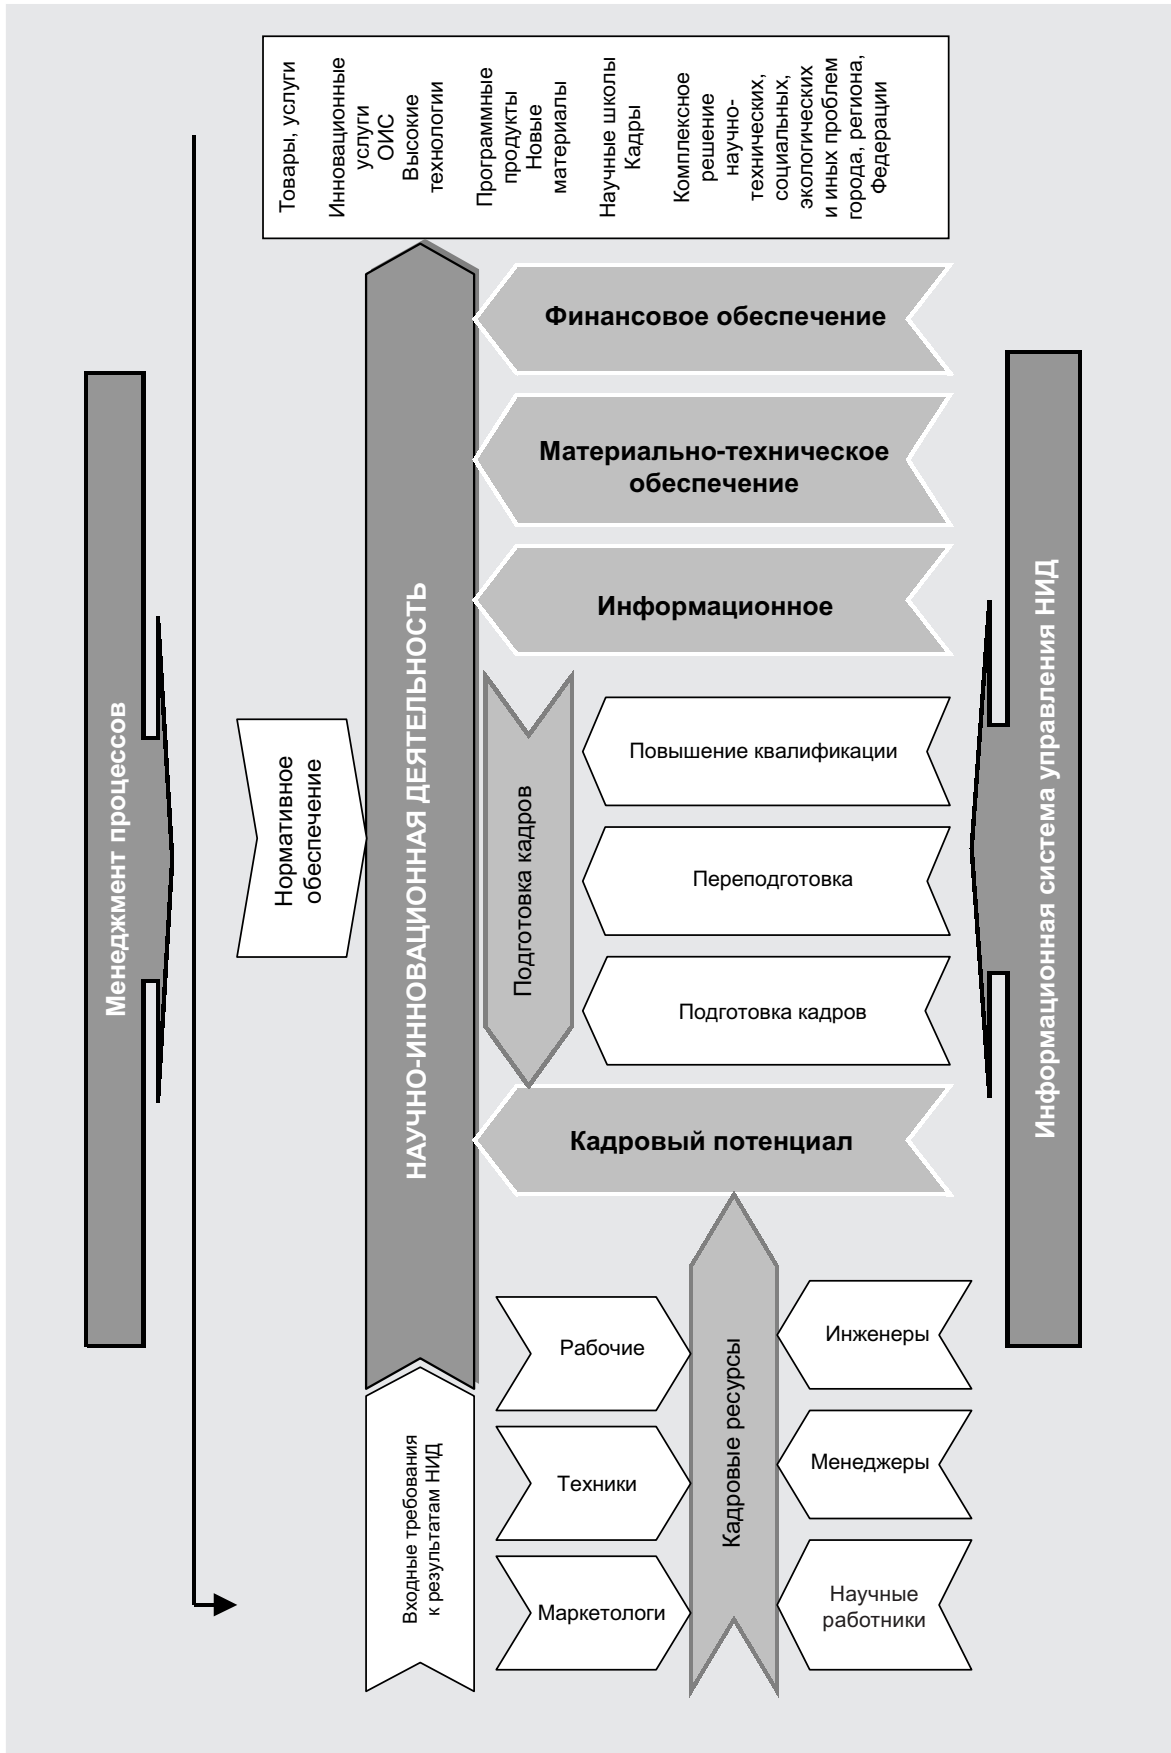 Товары, услуги
Инновационные
услуги
ОИС
Высокие
технологии
Программные
продукты
Новые
материалы
Научные школы
Кадры
Комплексное
решение
научно-
технических,
социальных,
экологических
и иных проблем
города, региона,
Федерации
Менеджмент процессов
Нормативное
обеспечение
НАУЧНО-ИННОВАЦИОННАЯ ДЕЯТЕЛЬНОСТЬ
Входные требования
к результатам НИД
Финансовое обеспечение
Материально-техническое
обеспечение
Информационное
Подготовка кадров
Повышение квалификации
Переподготовка
Подготовка кадров
Кадровый потенциал
Кадровые ресурсы
Рабочие
Техники
Маркетологи
Инженеры
Менеджеры
Научные
работники
Информационная система управления НИД